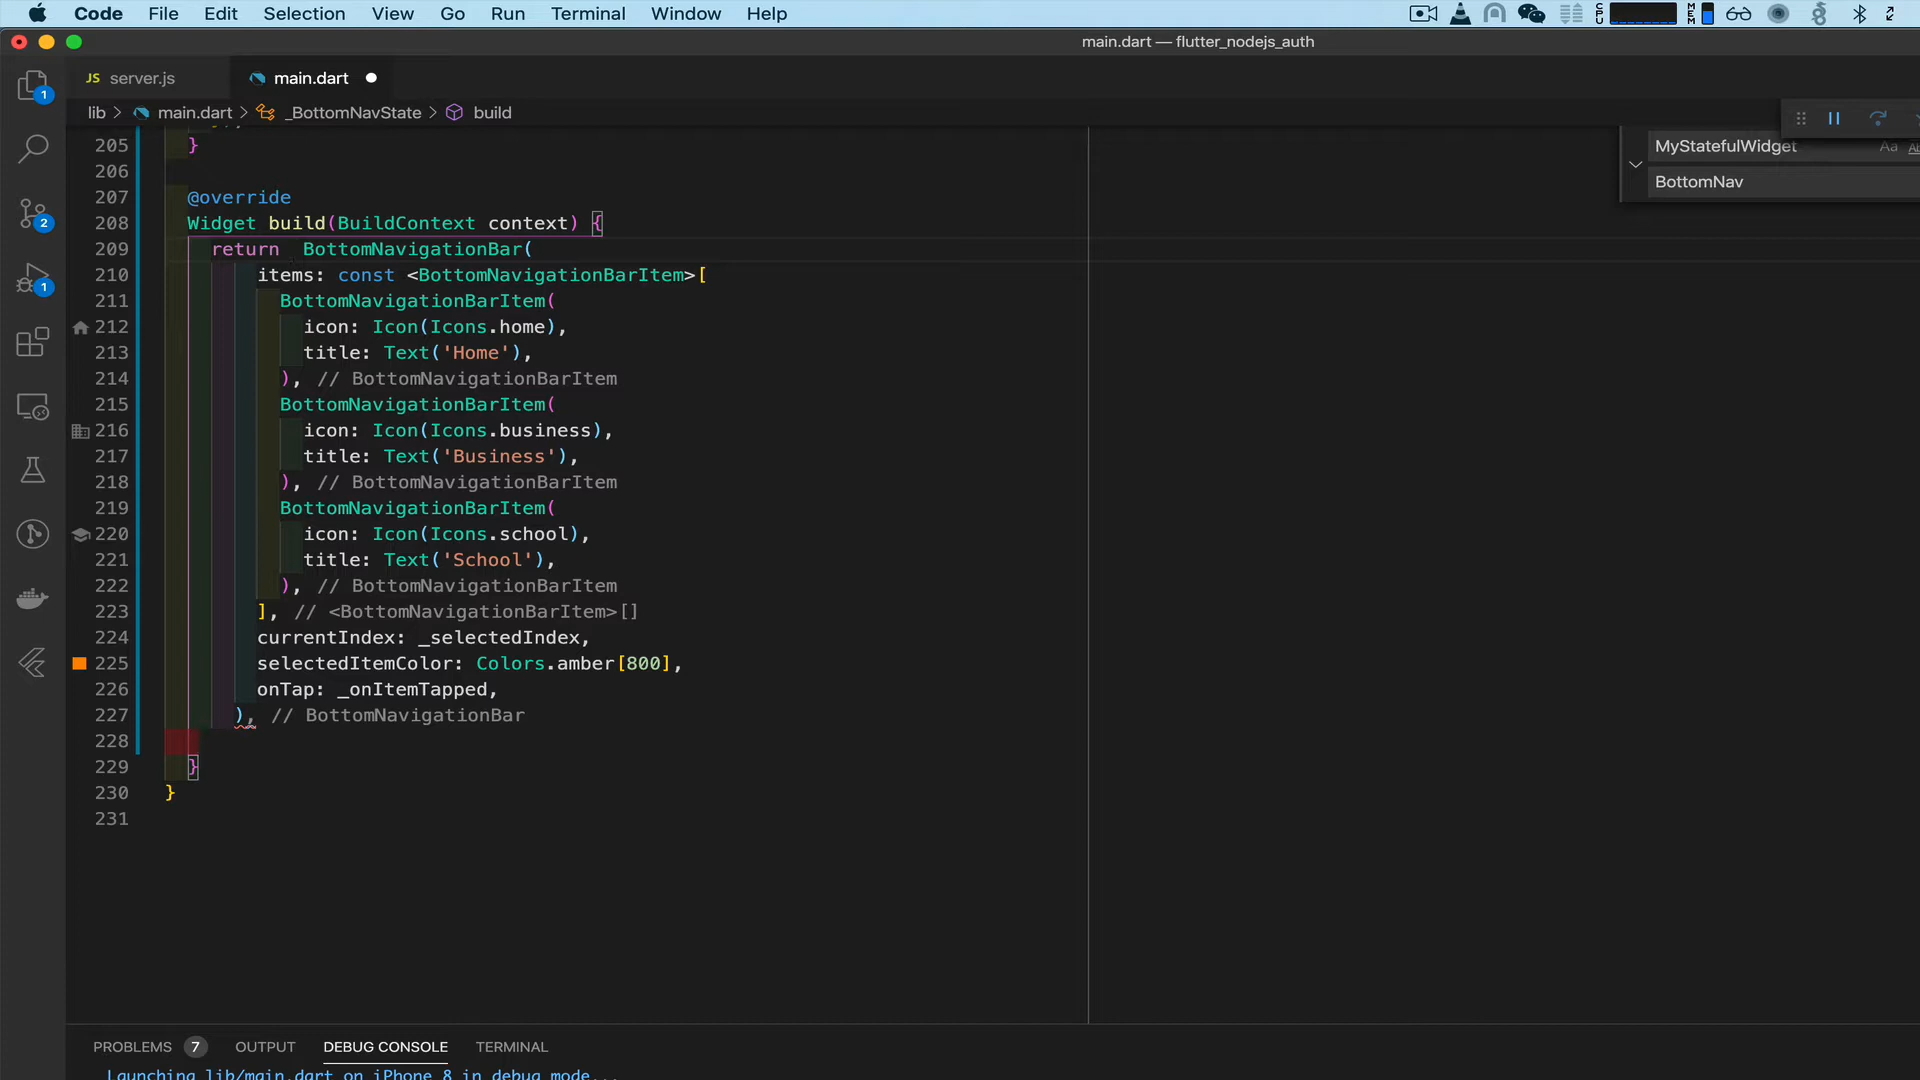 Code File Edit Selection View Go Run Terminal Window Help
CPU MEM
main.dart — flutter_nodejs_auth
JS server.js main.dart
1
lib main.dart _BottomNavState build
205 }
MyStatefulWidget Aa
206
BottomNav
207 @override
2
208 Widget build(BuildContext context) {
209 return  BottomNavigationBar(
210 items: const <BottomNavigationBarItem>[
1
211 BottomNavigationBarItem(
212 icon: Icon(Icons.home),
213 title: Text('Home'),
214 ), // BottomNavigationBarItem
215 BottomNavigationBarItem(
216 icon: Icon(Icons.business),
217 title: Text('Business'),
218 ), // BottomNavigationBarItem
219 BottomNavigationBarItem(
220 icon: Icon(Icons.school),
221 title: Text('School'),
222 ), // BottomNavigationBarItem
223 ], // <BottomNavigationBarItem>[]
224 currentIndex: _selectedIndex,
225 selectedItemColor: Colors.amber[800],
226 onTap: _onItemTapped,
227 ), // BottomNavigationBar
228
229 }
230 }
231
PROBLEMS 7 OUTPUT DEBUG CONSOLE TERMINAL
Launching lib/main.dart on iPhone 8 in debug mode...